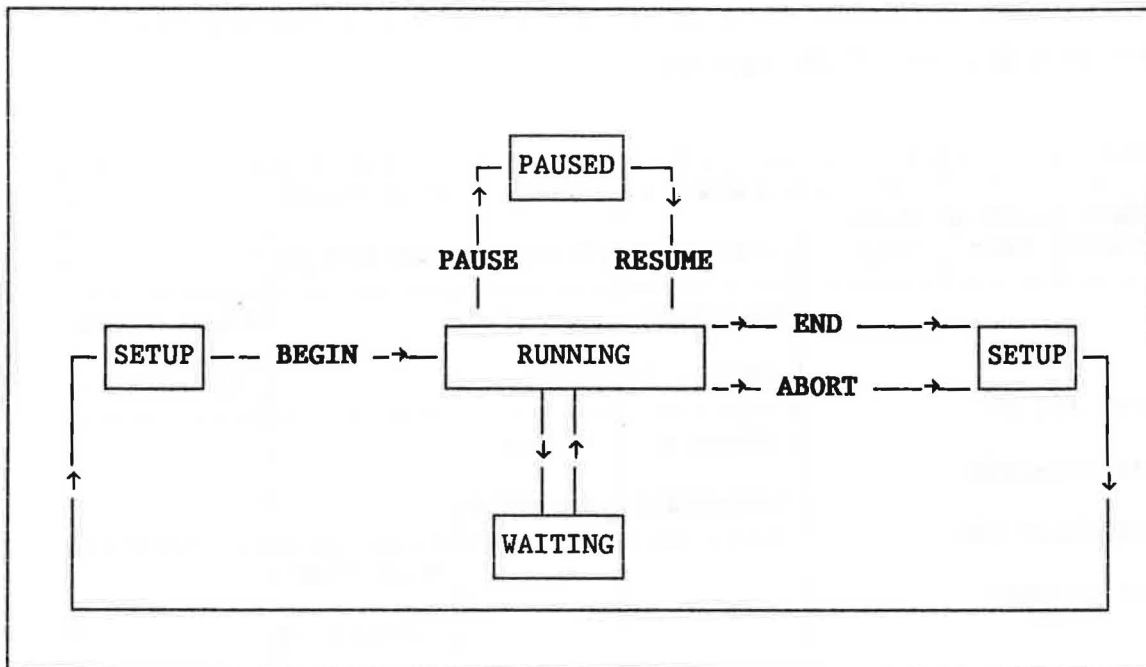 PAUSED
PAUSE RESUME
SETUP BEGIN RUNNING END SETUP
ABORT
WAITING